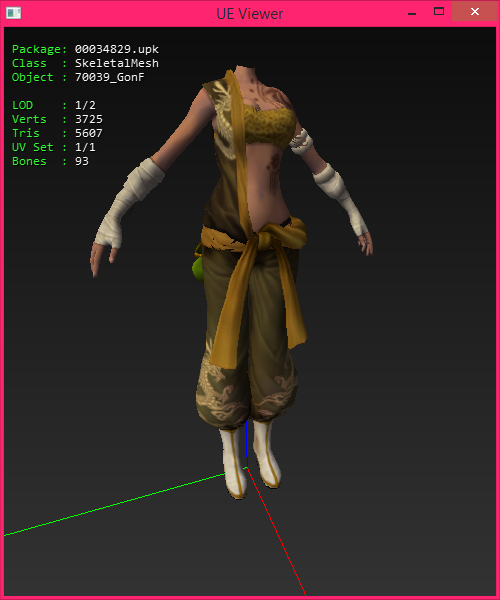 UE Viewer
Package: 00034829.upk
Class  : SkeletalMesh
Object : 70039_GonF
LOD    : 1/2
Verts  : 3725
Tris   : 5607
UV Set : 1/1
Bones  : 93